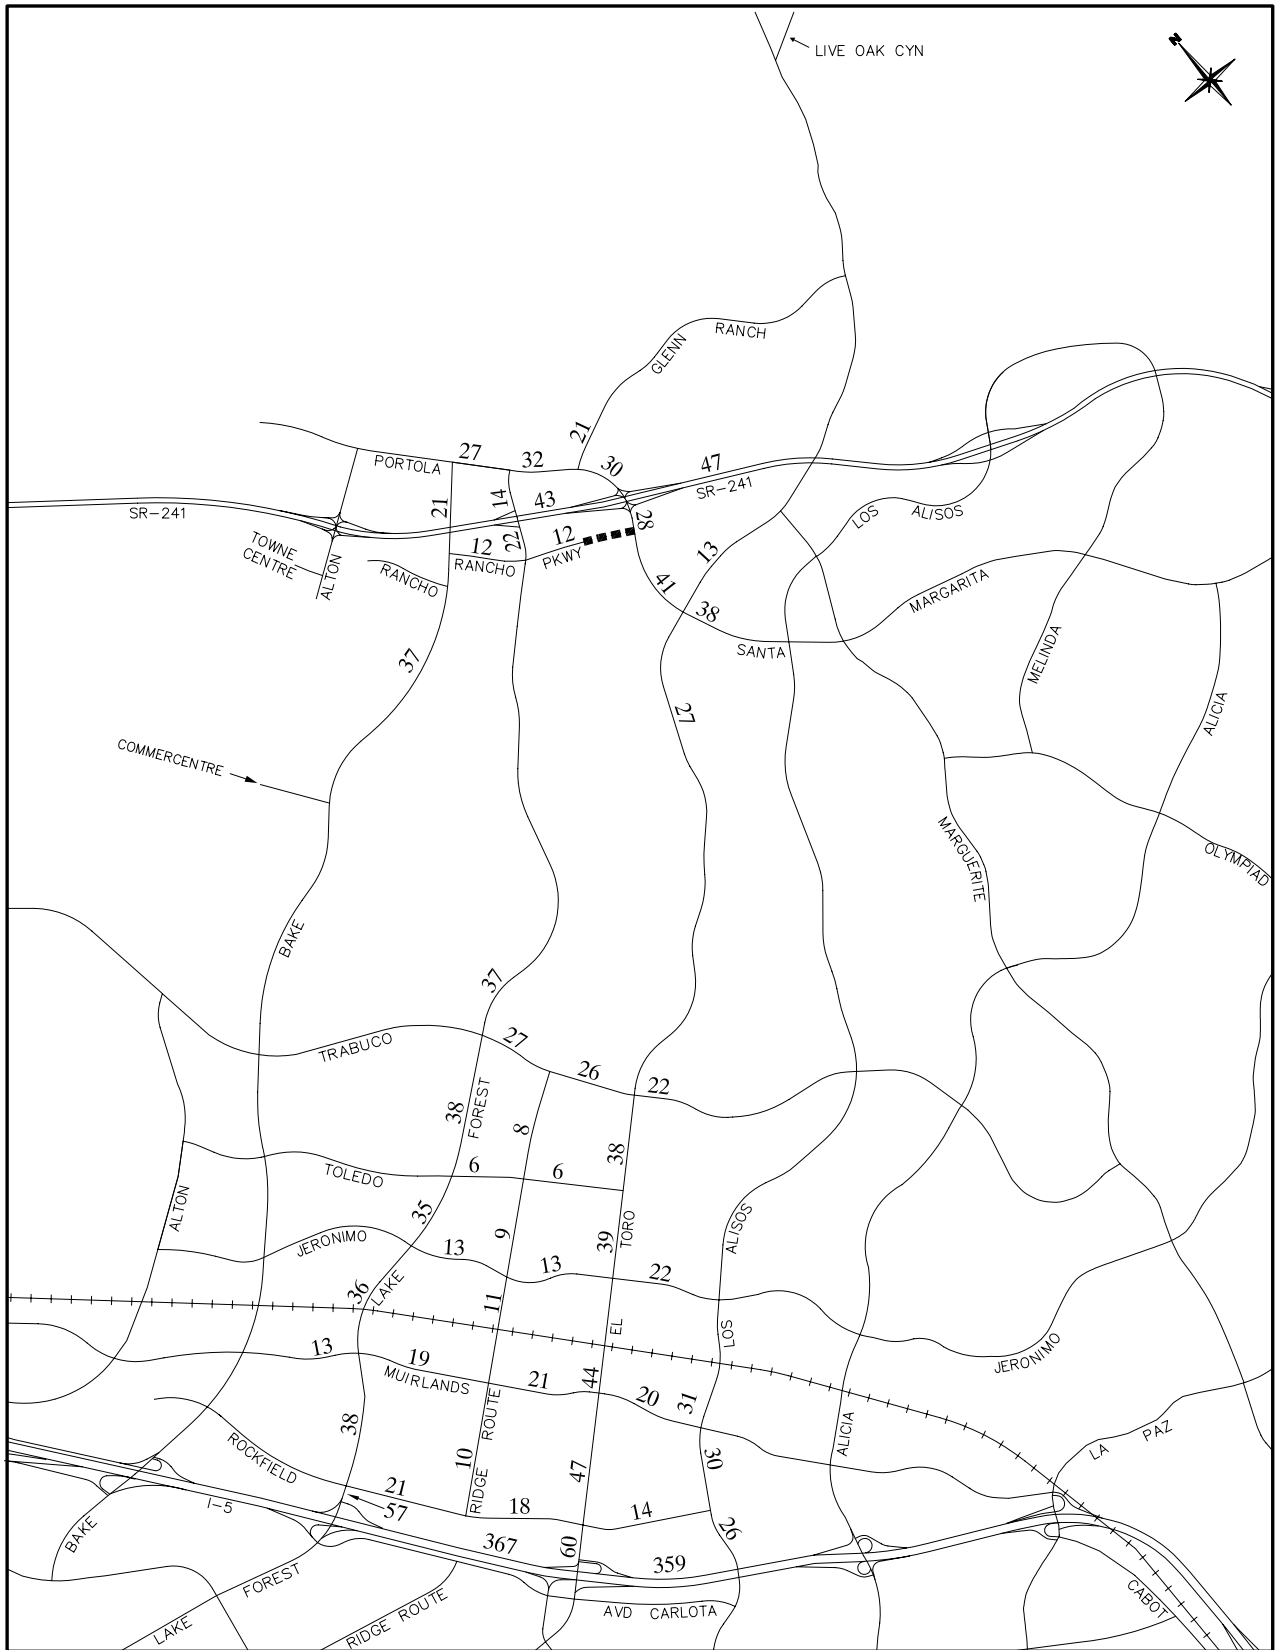 N
LIVE OAK CYN
RANCH
GLENN
21
PORTOLA
27
32
30
47
SR-241
21
14
43
SR-241
28
LOS
ALISOS
TOWNE
CENTRE
ALTON
RANCHO
12
RANCHO
22
12
PKWY
13
41
38
SANTA
MARGARITA
37
MELINDA
27
ALICIA
COMMERCENTRE
MARGUERITE
OLYMPIAD
BAKE
37
TRABUCO
27
26
22
38
FOREST
8
38
TOLEDO
6
6
ALTON
35
9
39
TORO
ALISOS
JERONIMO
13
13
22
36
LAKE
11
EL
LOS
13
19
MUIRLANDS
21
44
20
31
JERONIMO
38
ROUTE
ALICIA
LA PAZ
ROCKFIELD
10
RIDGE
47
30
I-5
21
57
18
14
26
BAKE
367
60
359
LAKE
FOREST
RIDGE ROUTE
AVD CARLOTA
CABOT